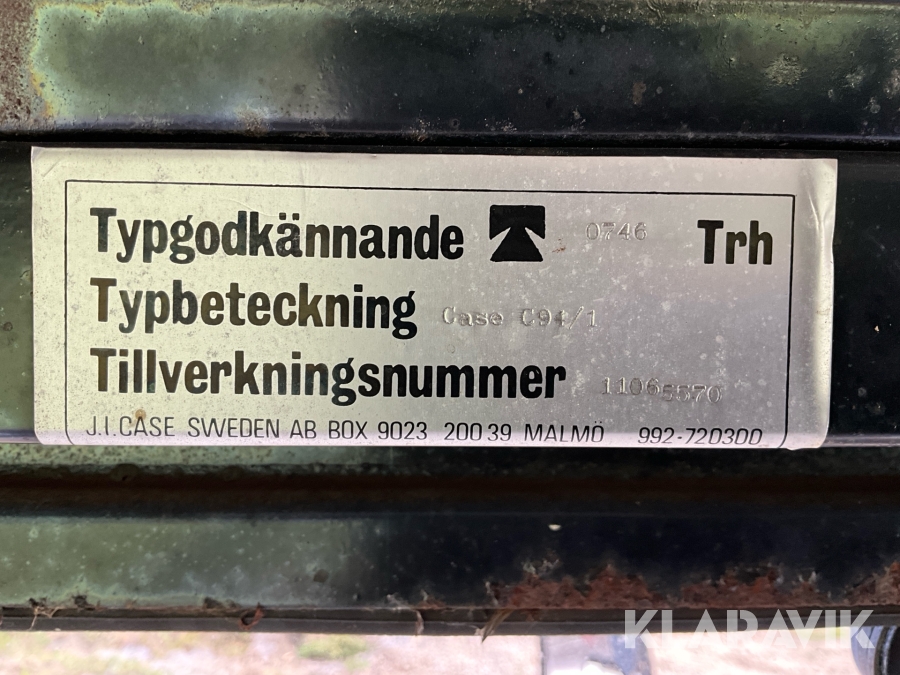 Typgodkännande 0746 Trh
Typbeteckning Case C94/1
Tillverkningsnummer 11065570
J.I.CASE SWEDEN AB BOX 9023 200 39 MALMÖ 992-720300
KLARAVIK